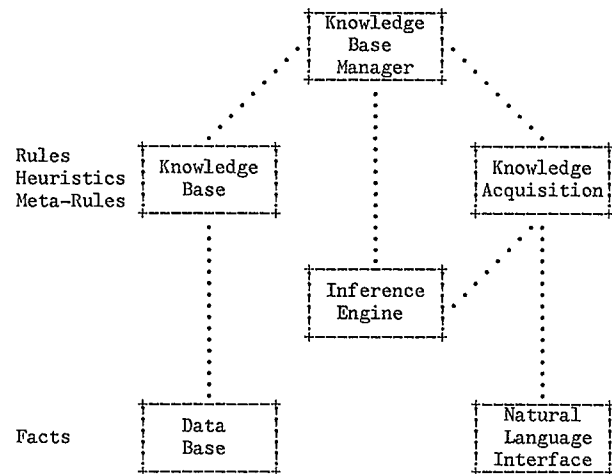 Knowledge
Base
Manager
Rules
Heuristics
Meta-Rules
Knowledge
Base
Knowledge
Acquisition
Inference
Engine
Facts
Data
Base
Natural
Language
Interface